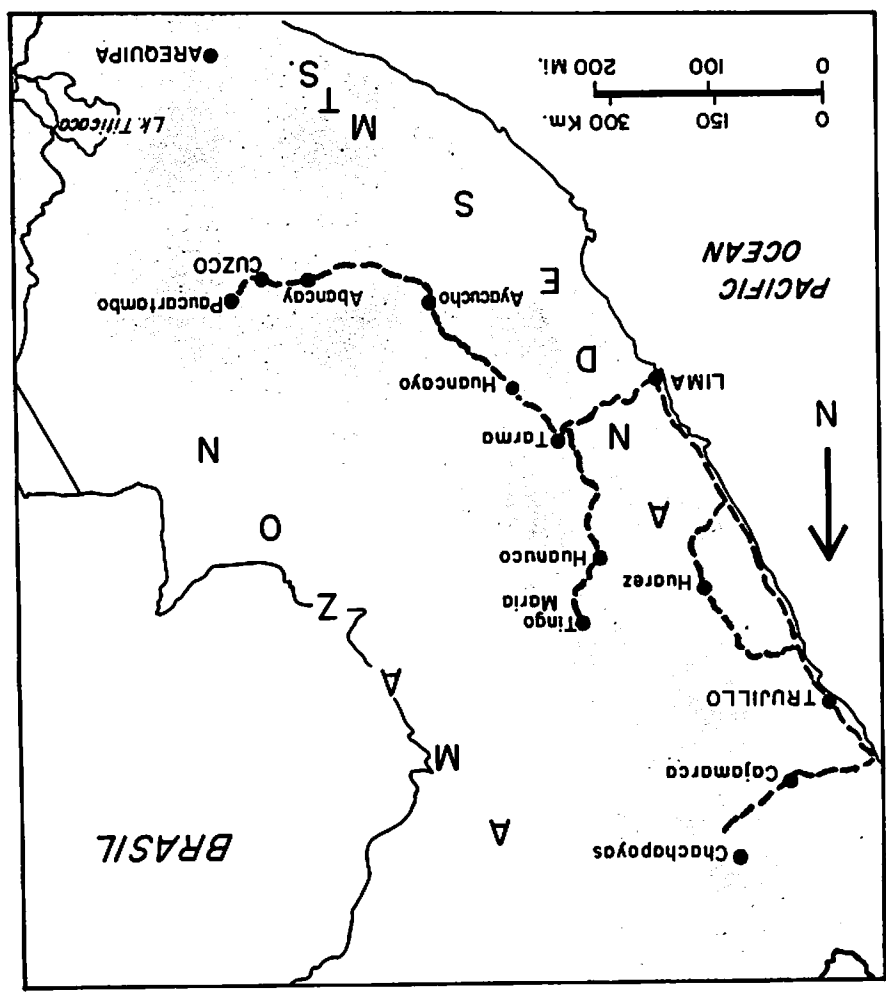 Chachapoyas
BRASIL
A M A Z O N
Cajamarca
TRUJILLO
Tingo
Maria
Huarez
Huanuco
A N D E S
M T S.
N
Tarma
Huancayo
LIMA
Ayacucho
Abancay
CUZCO
Paucartambo
PACIFIC
OCEAN
Lk. Titicaca
0 150 300 Km.
0 100 200 Mi.
AREQUIPA